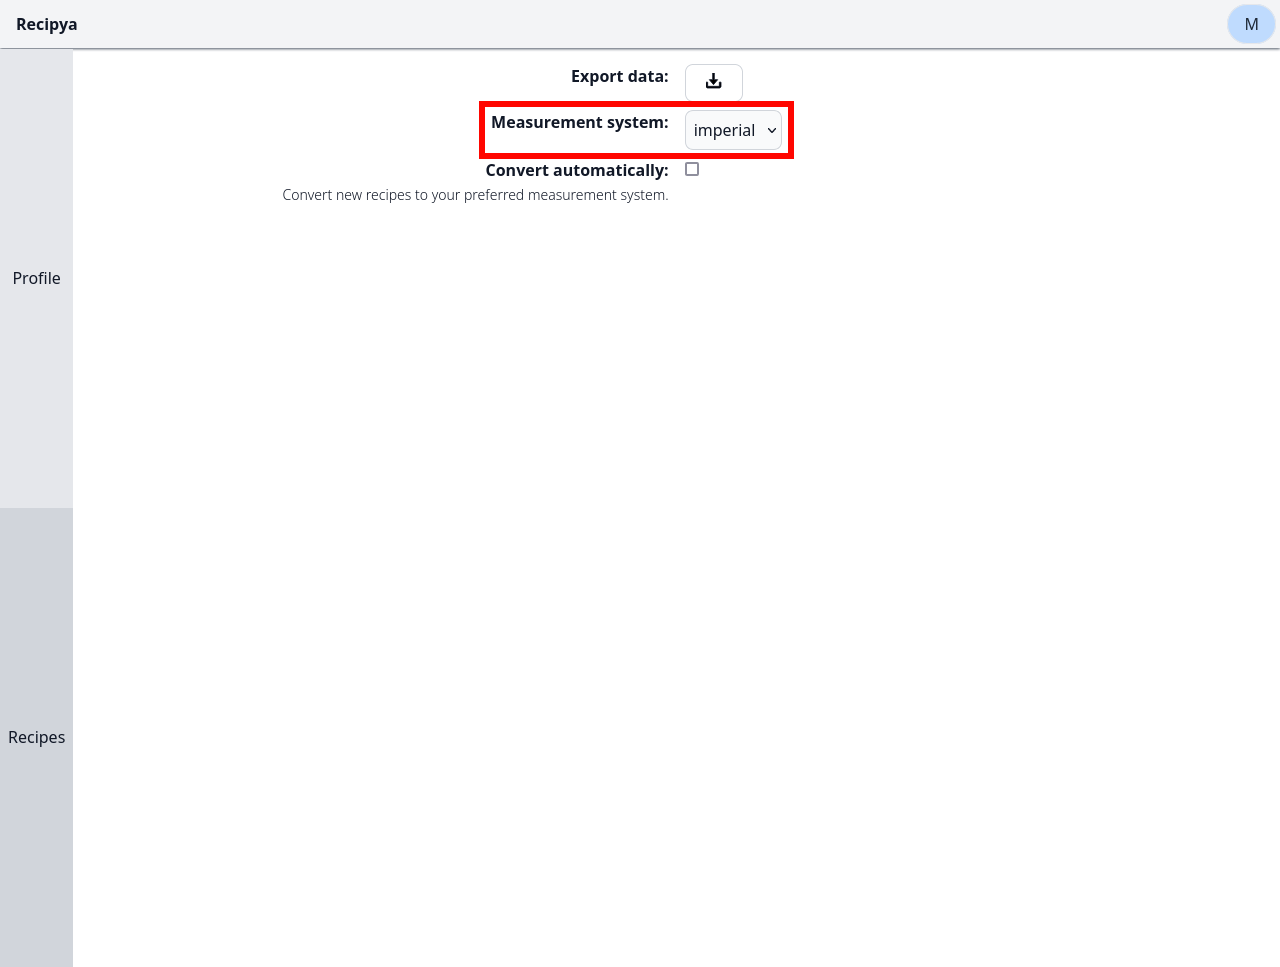 Recipya
M
Export data:
Measurement system:
imperial
Convert automatically:
Convert new recipes to your preferred measurement system.
Profile
Recipes